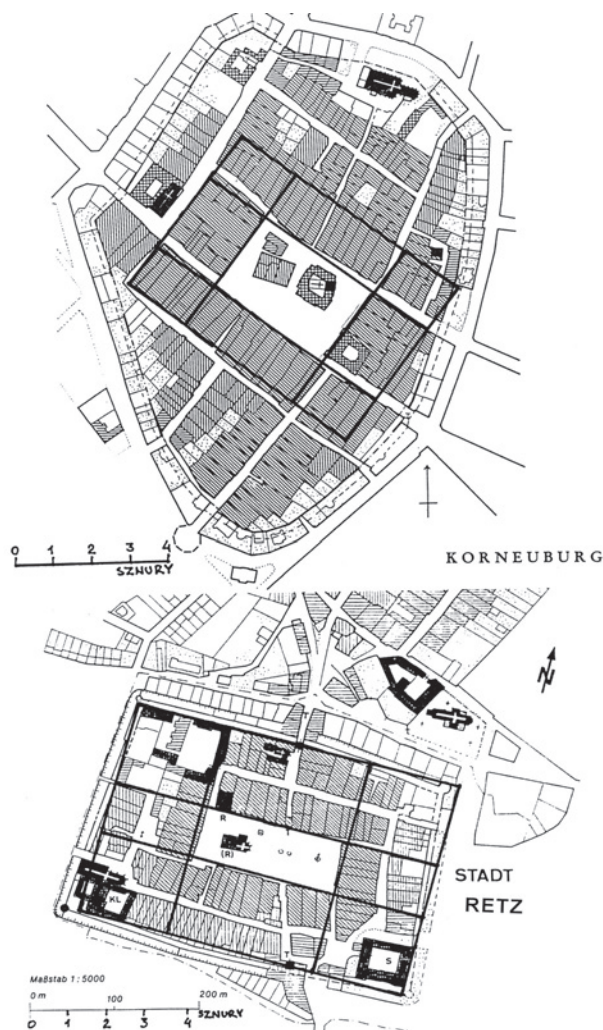 0 1 2 3 4
SZNURY
KORNEUBURG
N
T
R
(R)
STADT
RETZ
KL
T
S
Maßstab 1 : 5000
0 m 100 200 m
0 1 2 3 4 SZNURY